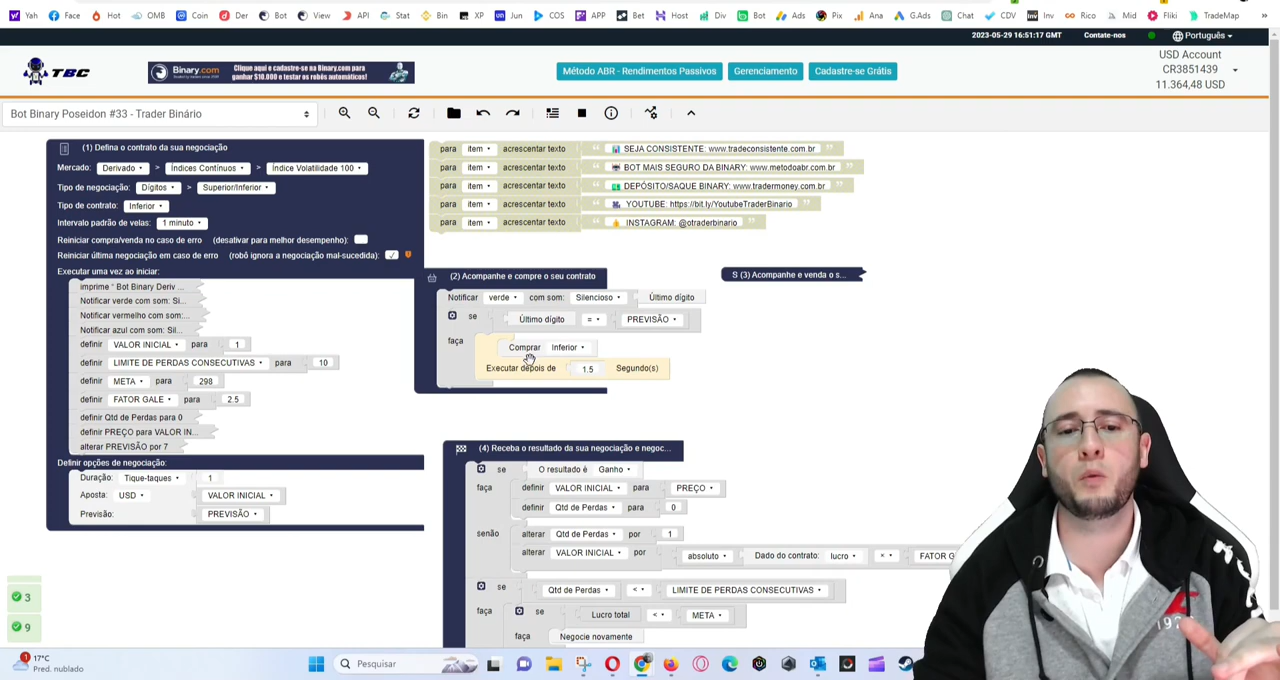 Yah Face Hot OMB Coin Der Bot View API Stat Bin XP Jun COS APP Bet Host Div Bot Ads Pix Ana G.Ads Chat CDV Inv Rico Mid Fliki TradeMap »
2023-05-29 16:51:17 GMT Contate-nos Português
TBC
Binary.com
Clique aqui e cadastre-se na Binary.com para
ganhar $10.000 e testar os robôs automáticos!
Método ABR - Rendimentos Passivos Gerenciamento Cadastre-se Grátis
USD Account
CR3851439
11.364,48 USD
Bot Binary Poseidon #33 - Trader Binário
(1) Defina o contrato da sua negociação
Mercado: Derivado > Índices Contínuos > Índice Volatilidade 100
Tipo de negociação: Dígitos > Superior/Inferior
Tipo de contrato: Inferior
Intervalo padrão de velas: 1 minuto
Reiniciar compra/venda no caso de erro (desativar para melhor desempenho):
Reiniciar última negociação em caso de erro (robô ignora a negociação mal-sucedida):
Executar uma vez ao iniciar:
imprime " Bot Binary Deriv ...
Notificar verde com som: Si...
Notificar vermelho com som:...
Notificar azul com som: Sil...
definir VALOR INICIAL para 1
definir LIMITE DE PERDAS CONSECUTIVAS para 10
definir META para 298
definir FATOR GALE para 2.5
definir Qtd de Perdas para 0
definir PREÇO para VALOR IN...
alterar PREVISÃO por 7
Definir opções de negociação:
Duração: Tique-taques 1
Aposta: USD VALOR INICIAL
Previsão: PREVISÃO
para item acrescentar texto “ SEJA CONSISTENTE: www.tradeconsistente.com.br ”
para item acrescentar texto “ BOT MAIS SEGURO DA BINARY: www.metodoabr.com.br ”
para item acrescentar texto “ DEPÓSITO/SAQUE BINARY: www.tradermoney.com.br ”
para item acrescentar texto “ YOUTUBE: https://bit.ly/YoutubeTraderBinario ”
para item acrescentar texto “ INSTAGRAM: @otraderbinario ”
(2) Acompanhe e compre o seu contrato
Notificar verde com som: Silencioso Último dígito
se Último dígito = PREVISÃO
faça Comprar Inferior
Executar depois de 1.5 Segundo(s)
S (3) Acompanhe e venda o s...
(4) Receba o resultado da sua negociação e negoc...
se O resultado é Ganho
faça definir VALOR INICIAL para PREÇO
definir Qtd de Perdas para 0
senão alterar Qtd de Perdas por 1
alterar VALOR INICIAL por absoluto Dado do contrato: lucro × FATOR G
se Qtd de Perdas < LIMITE DE PERDAS CONSECUTIVAS
faça se Lucro total < META
faça Negocie novamente
3
9
1
17°C
Pred. nublado
Pesquisar